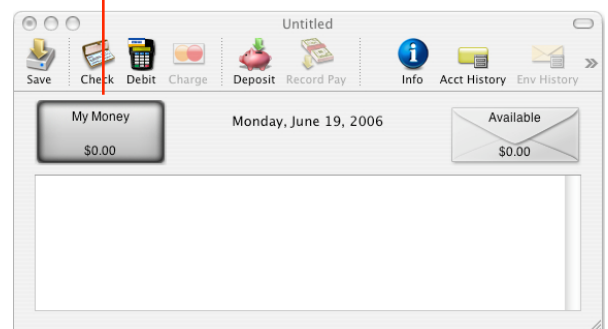 Untitled
Save Check Debit Charge Deposit Record Pay Info Acct History Env History »
My Money Monday, June 19, 2006 Available
$0.00 $0.00